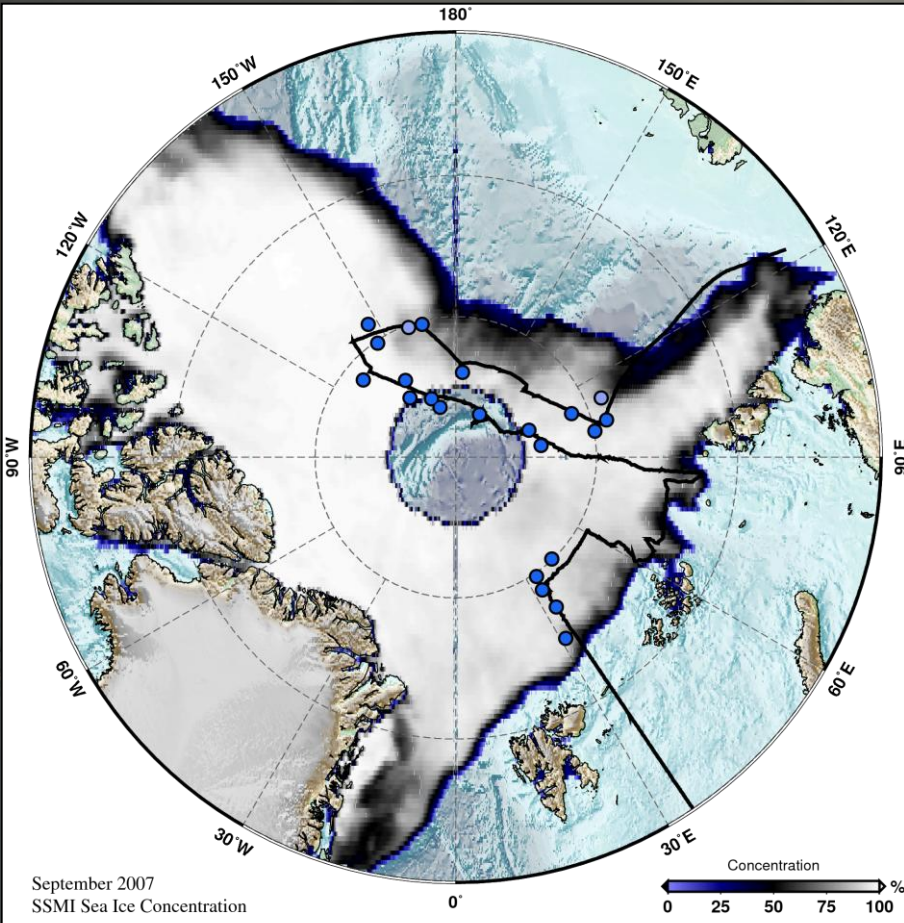 180°
150°W
150°E
120°W
120°E
90°W
90°E
60°W
60°E
30°W
30°E
0°
September 2007
SSMI Sea Ice Concentration
Concentration
%
0 25 50 75 100